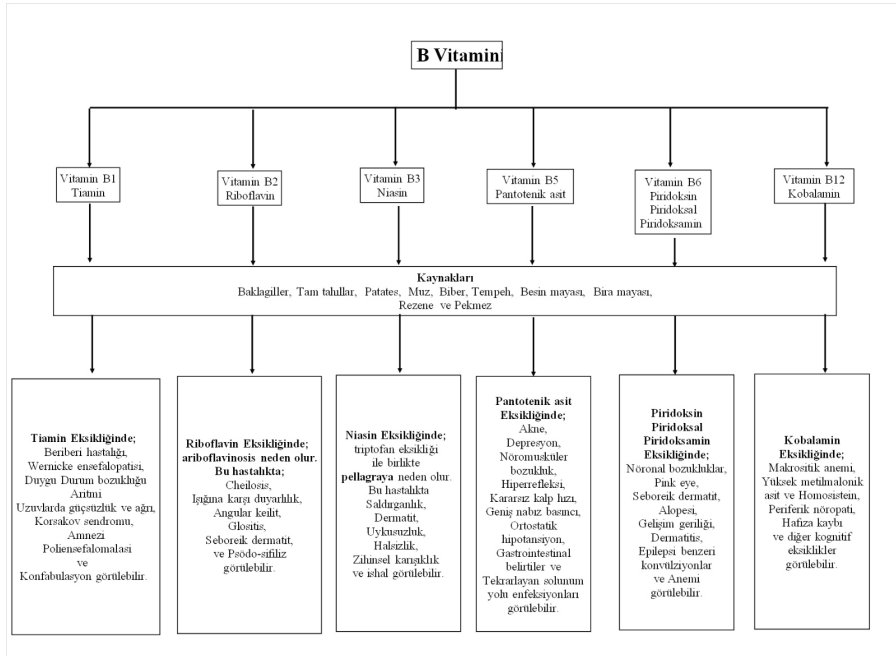 B Vitamini
Vitamin B1
Tiamin
Vitamin B2
Riboflavin
Vitamin B3
Niasin
Vitamin B5
Pantotenik asit
Vitamin B6
Piridoksin
Piridoksal
Piridoksamin
Vitamin B12
Kobalamin
Kaynakları
Baklagiller, Tam tahıllar, Patates, Muz, Biber, Tempeh, Besin mayası, Bira mayası,
Rezene ve Pekmez
Tiamin Eksikliğinde;
Beriberi hastalığı,
Wernicke ensefalopatisi,
Duygu Durum bozukluğu
Aritmi
Uzuvlarda güçsüzlük ve ağrı,
Korsakov sendromu,
Amnezi
Poliensefalomalasi
ve
Konfabulasyon görülebilir.
Riboflavin Eksikliğinde;
ariboflavinosis neden olur.
Bu hastalıkta;
Cheilosis,
Işığına karşı duyarlılık,
Angular keilit,
Glositis,
Seboreik dermatit,
ve Psödo-sifiliz
görülebilir.
Niasin Eksikliğinde;
triptofan eksikliği
ile birlikte
pellagraya neden olur.
Bu hastalıkta
Saldırganlık,
Dermatit,
Uykusuzluk,
Halsizlik,
Zihinsel karışıklık
ve ishal görülebilir.
Pantotenik asit
Eksikliğinde;
Akne,
Depresyon,
Nöromusküler
bozukluk,
Hiperrefleksi,
Kararsız kalp hızı,
Geniş nabız basıncı,
Ortostatik
hipotansiyon,
Gastrointestinal
belirtiler ve
Tekrarlayan solunum
yolu enfeksiyonları
görülebilir.
Piridoksin
Piridoksal
Piridoksamin
Eksikliğinde;
Nöronal bozukluklar,
Pink eye,
Seboreik dermatit,
Alopesi,
Gelişim geriliği,
Dermatitis,
Epilepsi benzeri
konvülziyonlar
ve Anemi
görülebilir.
Kobalamin
Eksikliğinde;
Makrositik anemi,
Yüksek metilmalonik
asit ve Homosistein,
Periferik nöropati,
Hafıza kaybı
ve diğer kognitif
eksiklikler
görülebilir.